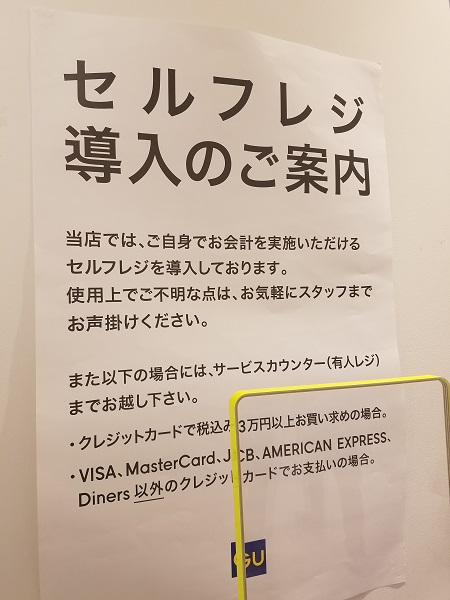 セルフレジ
導入のご案内
当店では、ご自身でお会計を実施いただける
セルフレジを導入しております。
使用上でご不明な点は、お気軽にスタッフまで
お声掛けください。
また以下の場合には、サービスカウンター(有人レジ)
までお越し下さい。
・クレジットカードで税込み3万円以上お買い求めの場合。
・VISA、MasterCard、JCB、AMERICAN EXPRESS、
Diners 以外のクレジットカードでお支払いの場合。
GU